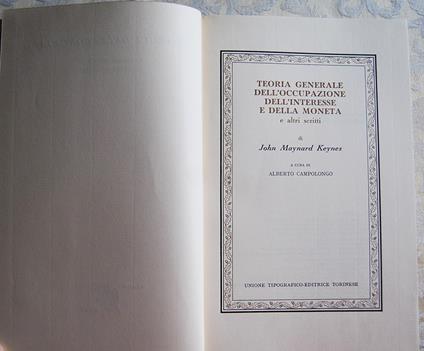 TEORIA GENERALE
DELL'OCCUPAZIONE
DELL'INTERESSE
E DELLA MONETA
e altri scritti
di
John Maynard Keynes
A CURA DI
ALBERTO CAMPOLONGO
UNIONE TIPOGRAFICO-EDITRICE TORINESE